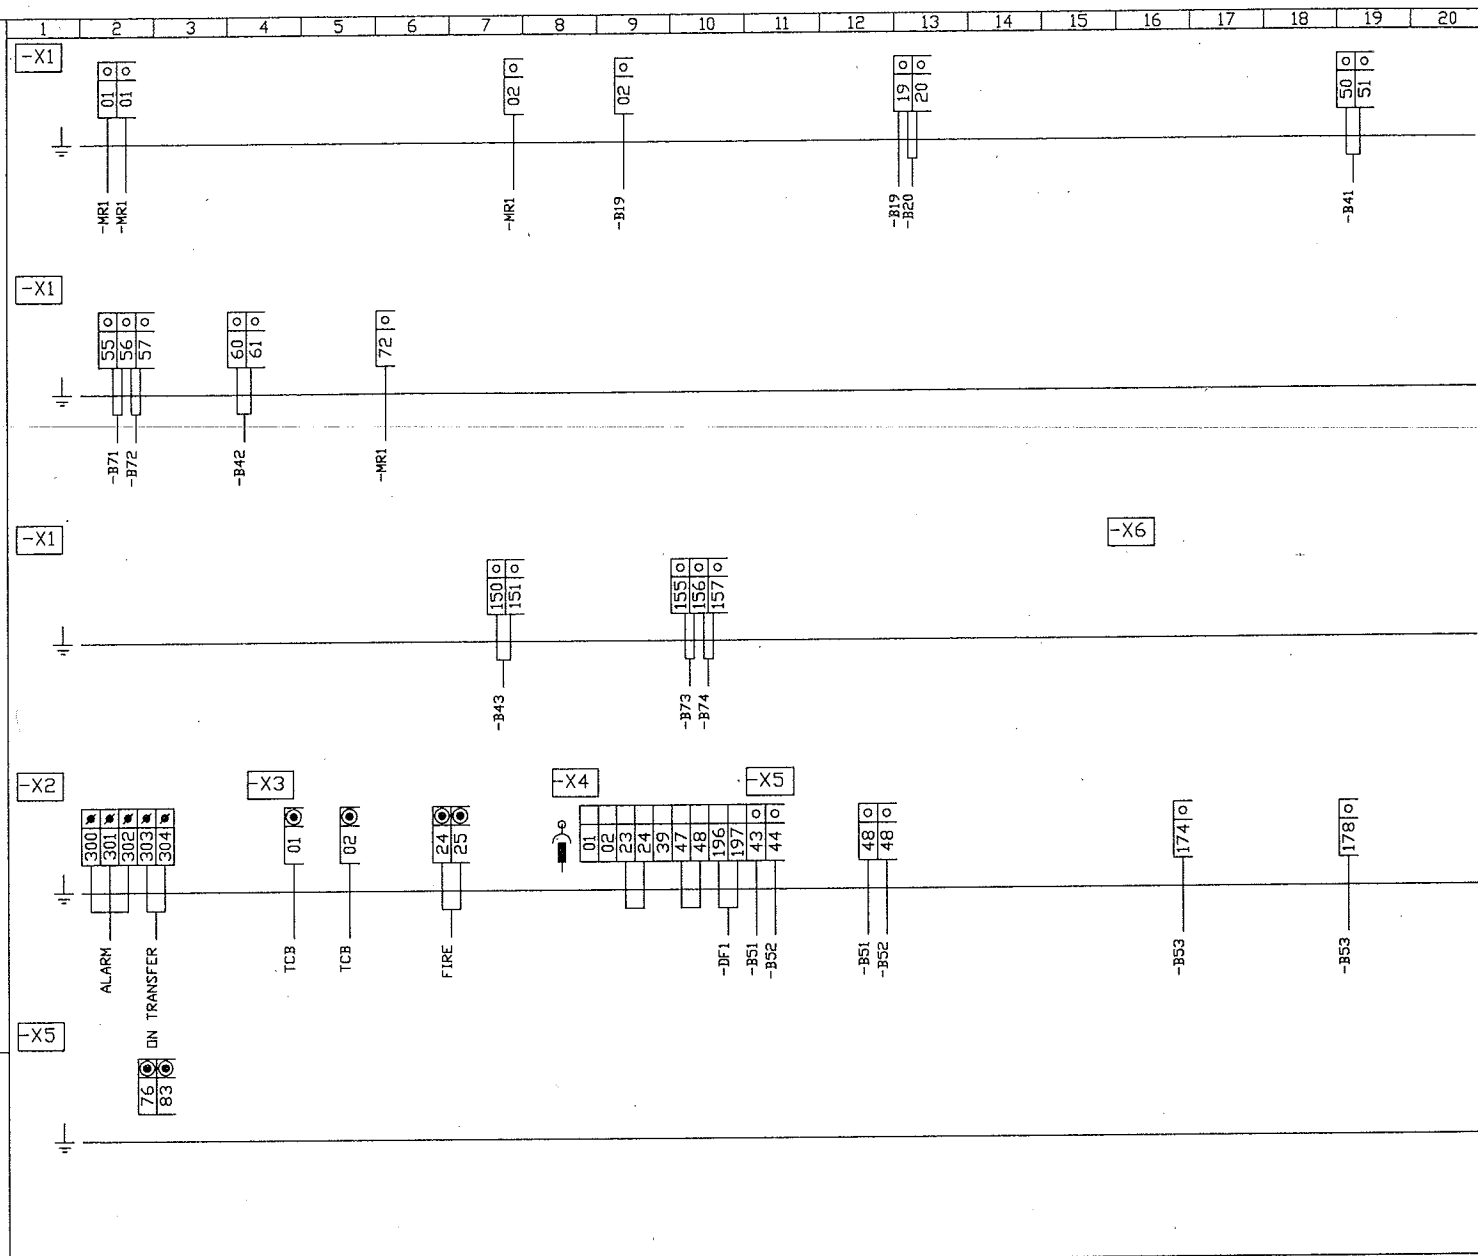 1 2 3 4 5 6 7 8 9 10 11 12 13 14 15 16 17 18 19 20
-X1
01 01 02 02 19 20 50 51
-MR1 -MR1 -MR1 -B19 -B19 -B20 -B41
-X1
55 56 57 60 61 72
-B71 -B72 -B42 -MR1
-X1 -X6
150 151 155 156 157
-B43 -B73 -B74
-X2 -X3 -X4 -X5
300 301 302 303 304 01 02 24 25 01 02 23 24 39 47 48 196 197 43 44 48 48 174 178
ALARM ON TRANSFER TCB TCB FIRE -DF1 -B51 -B52 -B51 -B52 -B53 -B53
-X5
76 83